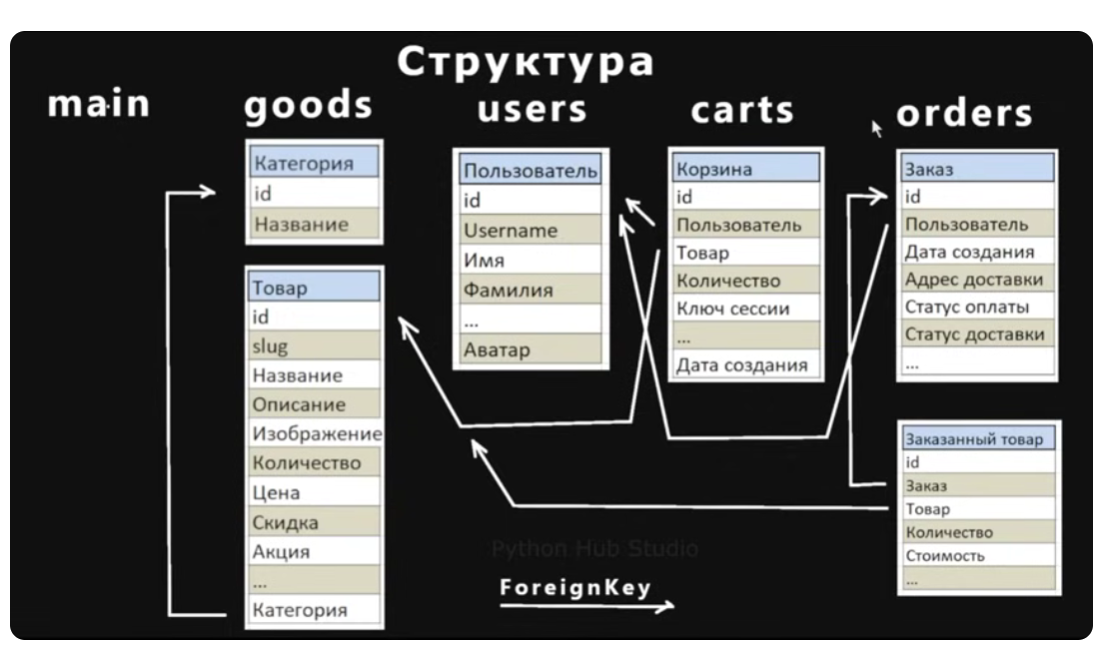 Структура
main
goods
users
carts
orders
Категория
id
Название
Товар
id
slug
Название
Описание
Изображение
Количество
Цена
Скидка
Акция
...
Категория
Пользователь
id
Username
Имя
Фамилия
...
Аватар
Корзина
id
Пользователь
Товар
Количество
Ключ сессии
...
Дата создания
Заказ
id
Пользователь
Дата создания
Адрес доставки
Статус оплаты
Статус доставки
...
Заказанный товар
id
Заказ
Товар
Количество
Стоимость
...
Python Hub Studio
ForeignKey